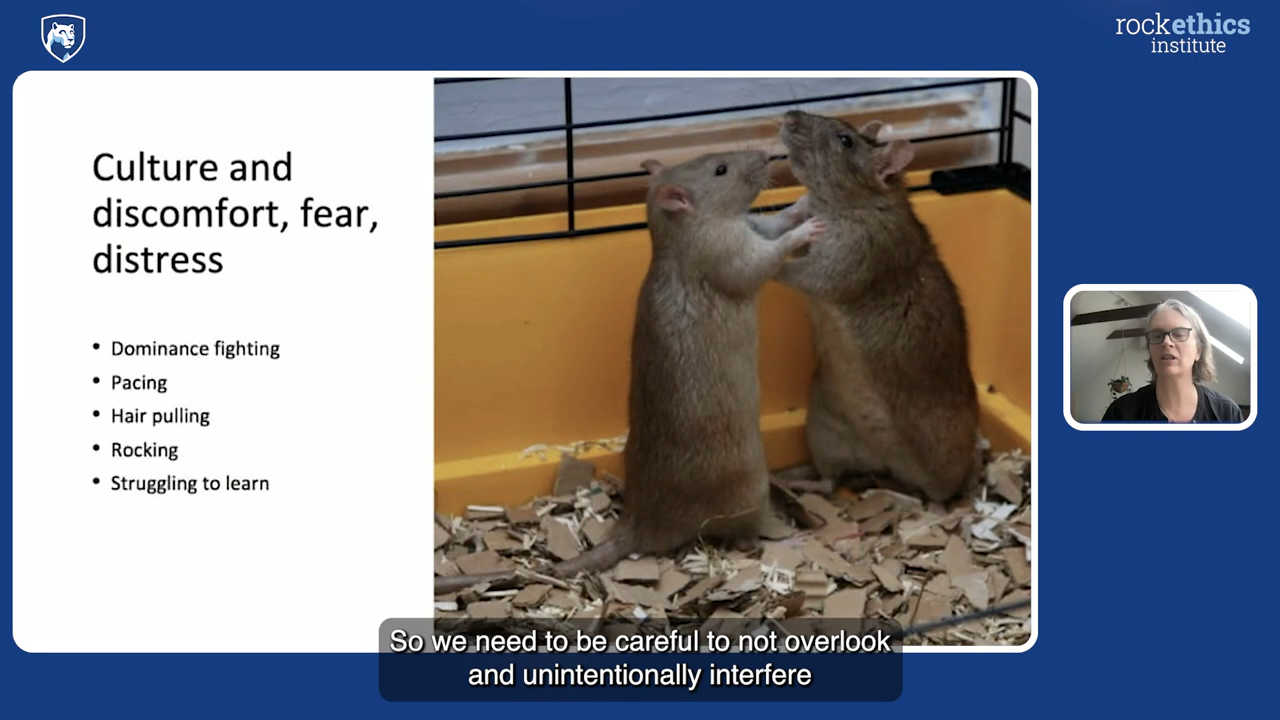 rockethics
institute
Culture and
discomfort, fear,
distress
• Dominance fighting
• Pacing
• Hair pulling
• Rocking
• Struggling to learn
So we need to be careful to not overlook
and unintentionally interfere